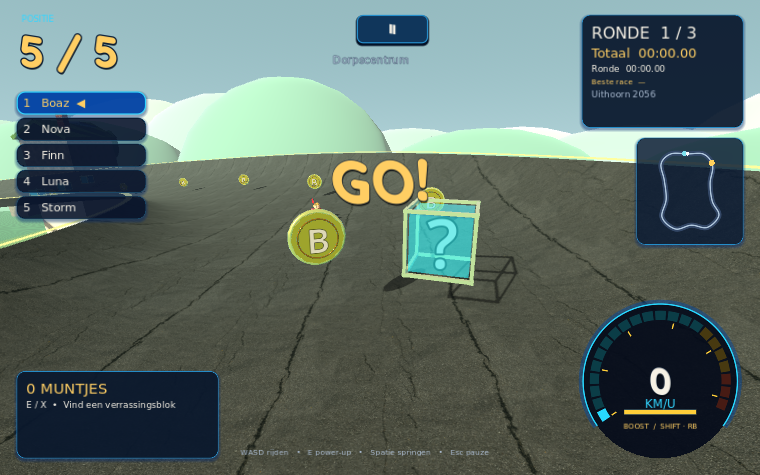 POSITIE
5 / 5
1 Boaz ◀
2 Nova
3 Finn
4 Luna
5 Storm
Dorpscentrum
RONDE 1 / 3
Totaal 00:00.00
Ronde 00:00.00
Beste race —
Uithoorn 2056
GO!
B
?
0 MUNTJES
E / X • Vind een verrassingsblok
0
KM/U
BOOST / SHIFT · RB
WASD rijden • E power-up • Spatie springen • Esc pauze